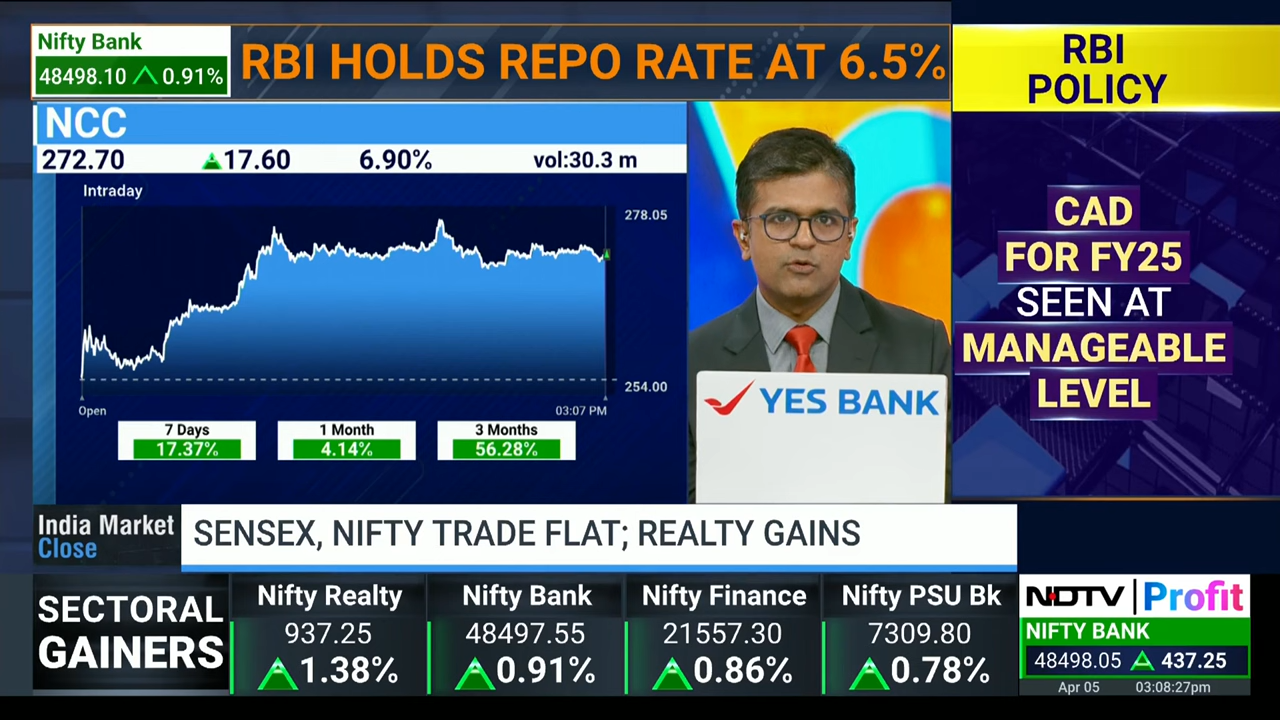 Nifty Bank
48498.10 0.91%
RBI HOLDS REPO RATE AT 6.5%
RBI
POLICY
NCC
272.70 17.60 6.90% vol:30.3 m
Intraday
278.05
254.00
Open 03:07 PM
7 Days
17.37%
1 Month
4.14%
3 Months
56.28%
YES BANK
CAD
FOR FY25
SEEN AT
MANAGEABLE
LEVEL
India Market
Close
SENSEX, NIFTY TRADE FLAT; REALTY GAINS
SECTORAL
GAINERS
Nifty Realty
937.25
1.38%
Nifty Bank
48497.55
0.91%
Nifty Finance
21557.30
0.86%
Nifty PSU Bk
7309.80
0.78%
NDTV Profit
NIFTY BANK
48498.05 437.25
Apr 05 03:08:27pm